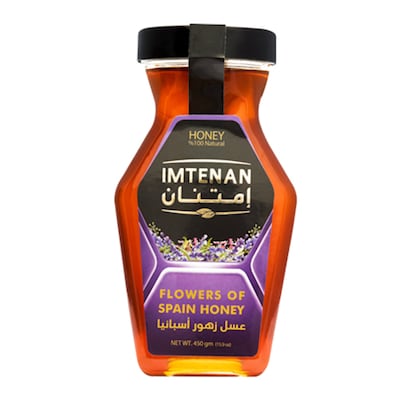 HONEY
%100 Natural
IMTENAN
إمتنان
FLOWERS OF
SPAIN HONEY
عسل زهور أسبانيا
NET WT. 450 gm